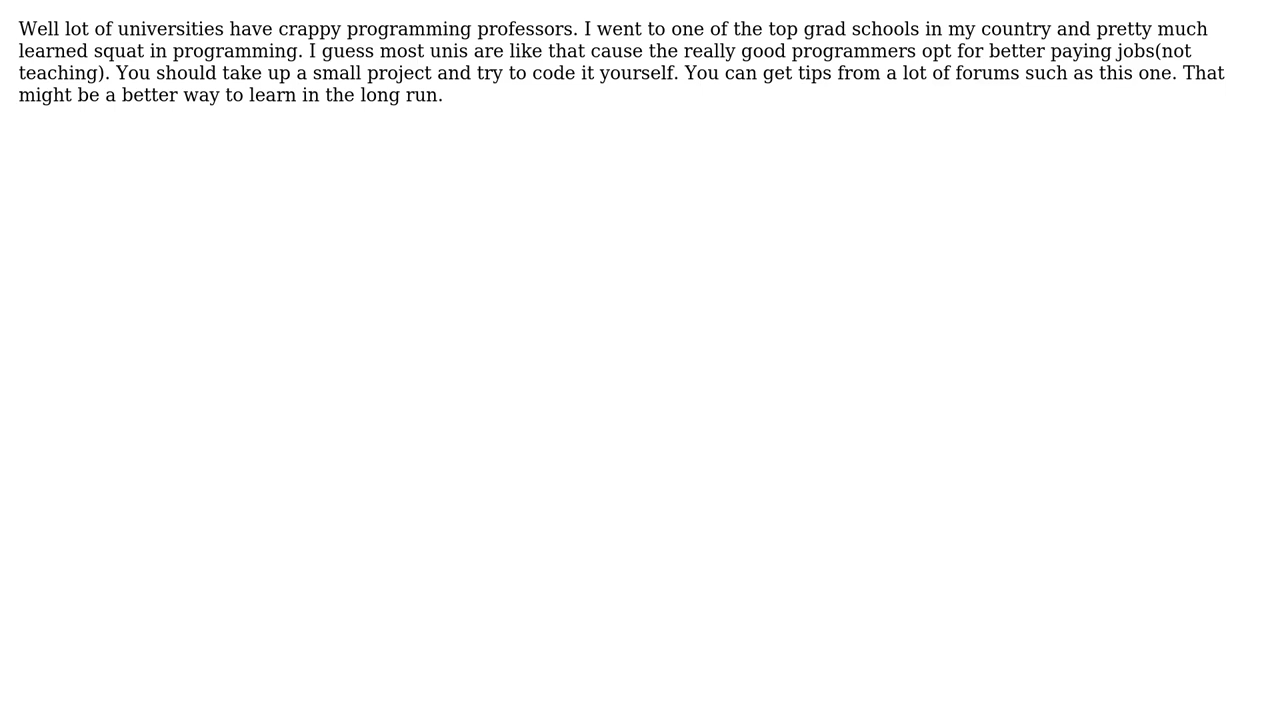 Well lot of universities have crappy programming professors. I went to one of the top grad schools in my country and pretty much
learned squat in programming. I guess most unis are like that cause the really good programmers opt for better paying jobs(not
teaching). You should take up a small project and try to code it yourself. You can get tips from a lot of forums such as this one. That
might be a better way to learn in the long run.